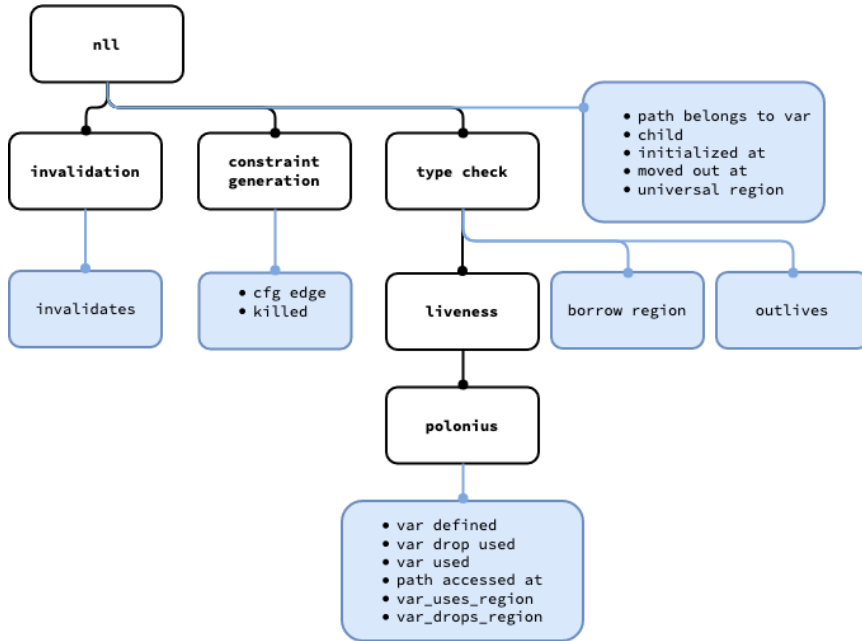 nll
• path belongs to var
• child
• initialized at
• moved out at
• universal region
invalidation
constraint
generation
type check
invalidates
• cfg edge
• killed
liveness
borrow region
outlives
polonius
• var defined
• var drop used
• var used
• path accessed at
• var_uses_region
• var_drops_region